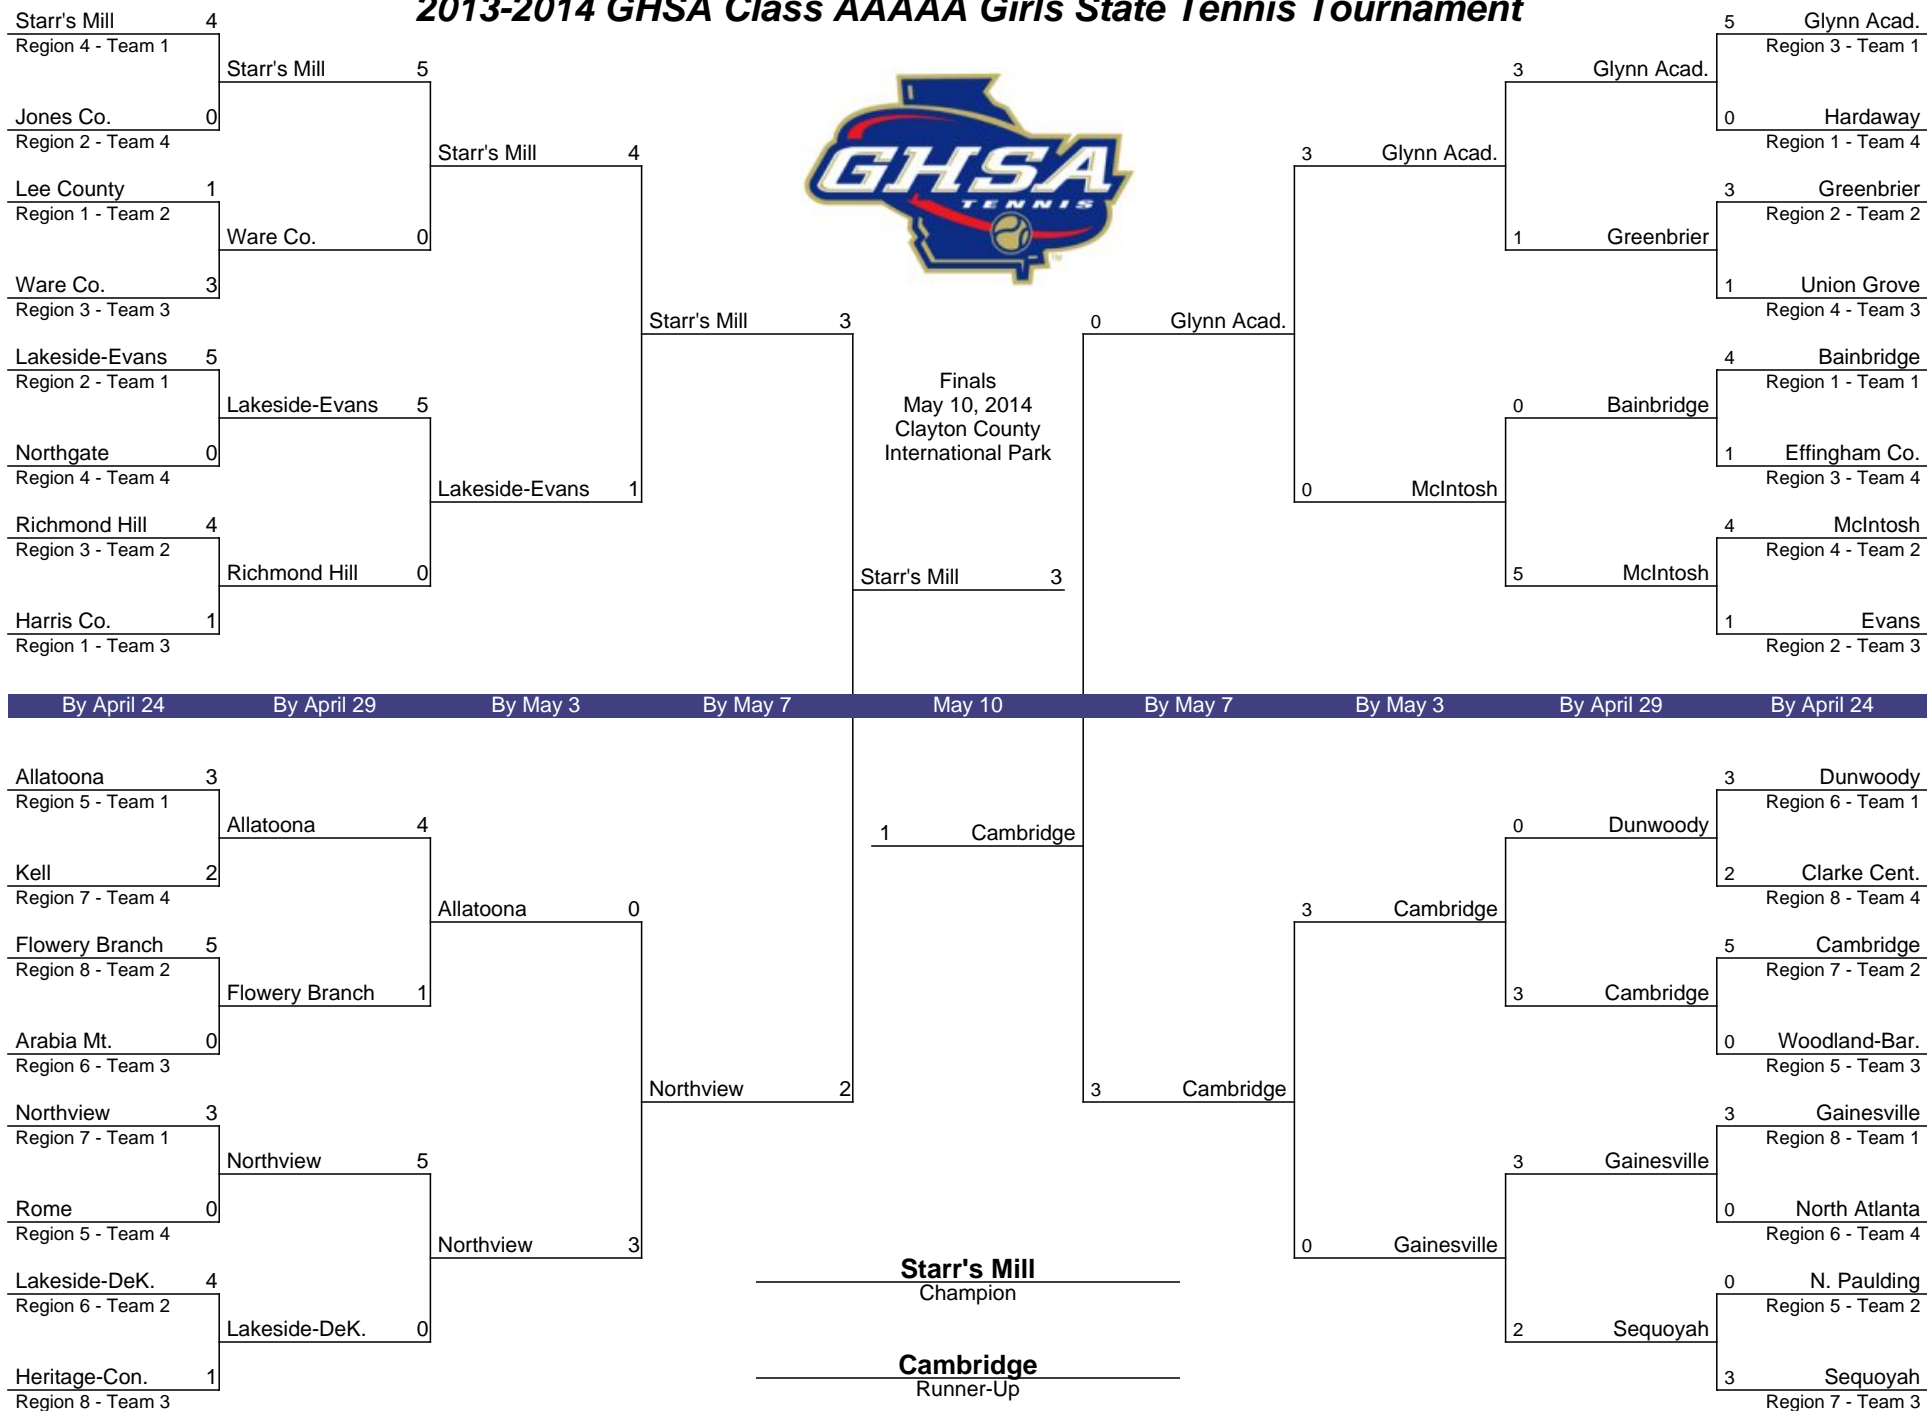 2013-2014 GHSA Class AAAAA Girls State Tennis Tournament
Starr's Mill 4
Region 4 - Team 1
Jones Co. 0
Region 2 - Team 4
Lee County 1
Region 1 - Team 2
Ware Co. 3
Region 3 - Team 3
Lakeside-Evans 5
Region 2 - Team 1
Northgate 0
Region 4 - Team 4
Richmond Hill 4
Region 3 - Team 2
Harris Co. 1
Region 1 - Team 3
Starr's Mill 5
Ware Co. 0
Lakeside-Evans 5
Richmond Hill 0
Starr's Mill 4
Lakeside-Evans 1
Starr's Mill 3
GHSA
TENNIS
TM
Finals
May 10, 2014
Clayton County
International Park
Starr's Mill 3
0 Glynn Acad.
3 Glynn Acad.
0 McIntosh
3 Glynn Acad.
1 Greenbrier
0 Bainbridge
5 McIntosh
5 Glynn Acad.
Region 3 - Team 1
0 Hardaway
Region 1 - Team 4
3 Greenbrier
Region 2 - Team 2
1 Union Grove
Region 4 - Team 3
4 Bainbridge
Region 1 - Team 1
1 Effingham Co.
Region 3 - Team 4
4 McIntosh
Region 4 - Team 2
1 Evans
Region 2 - Team 3
By April 24 By April 29 By May 3 By May 7 May 10 By May 7 By May 3 By April 29 By April 24
Allatoona 3
Region 5 - Team 1
Kell 2
Region 7 - Team 4
Flowery Branch 5
Region 8 - Team 2
Arabia Mt. 0
Region 6 - Team 3
Northview 3
Region 7 - Team 1
Rome 0
Region 5 - Team 4
Lakeside-DeK. 4
Region 6 - Team 2
Heritage-Con. 1
Region 8 - Team 3
Allatoona 4
Flowery Branch 1
Northview 5
Lakeside-DeK. 0
Allatoona 0
Northview 3
Northview 2
1 Cambridge
Starr's Mill
Champion
Cambridge
Runner-Up
3 Cambridge
3 Cambridge
0 Gainesville
0 Dunwoody
3 Cambridge
3 Gainesville
2 Sequoyah
3 Dunwoody
Region 6 - Team 1
2 Clarke Cent.
Region 8 - Team 4
5 Cambridge
Region 7 - Team 2
0 Woodland-Bar.
Region 5 - Team 3
3 Gainesville
Region 8 - Team 1
0 North Atlanta
Region 6 - Team 4
0 N. Paulding
Region 5 - Team 2
3 Sequoyah
Region 7 - Team 3